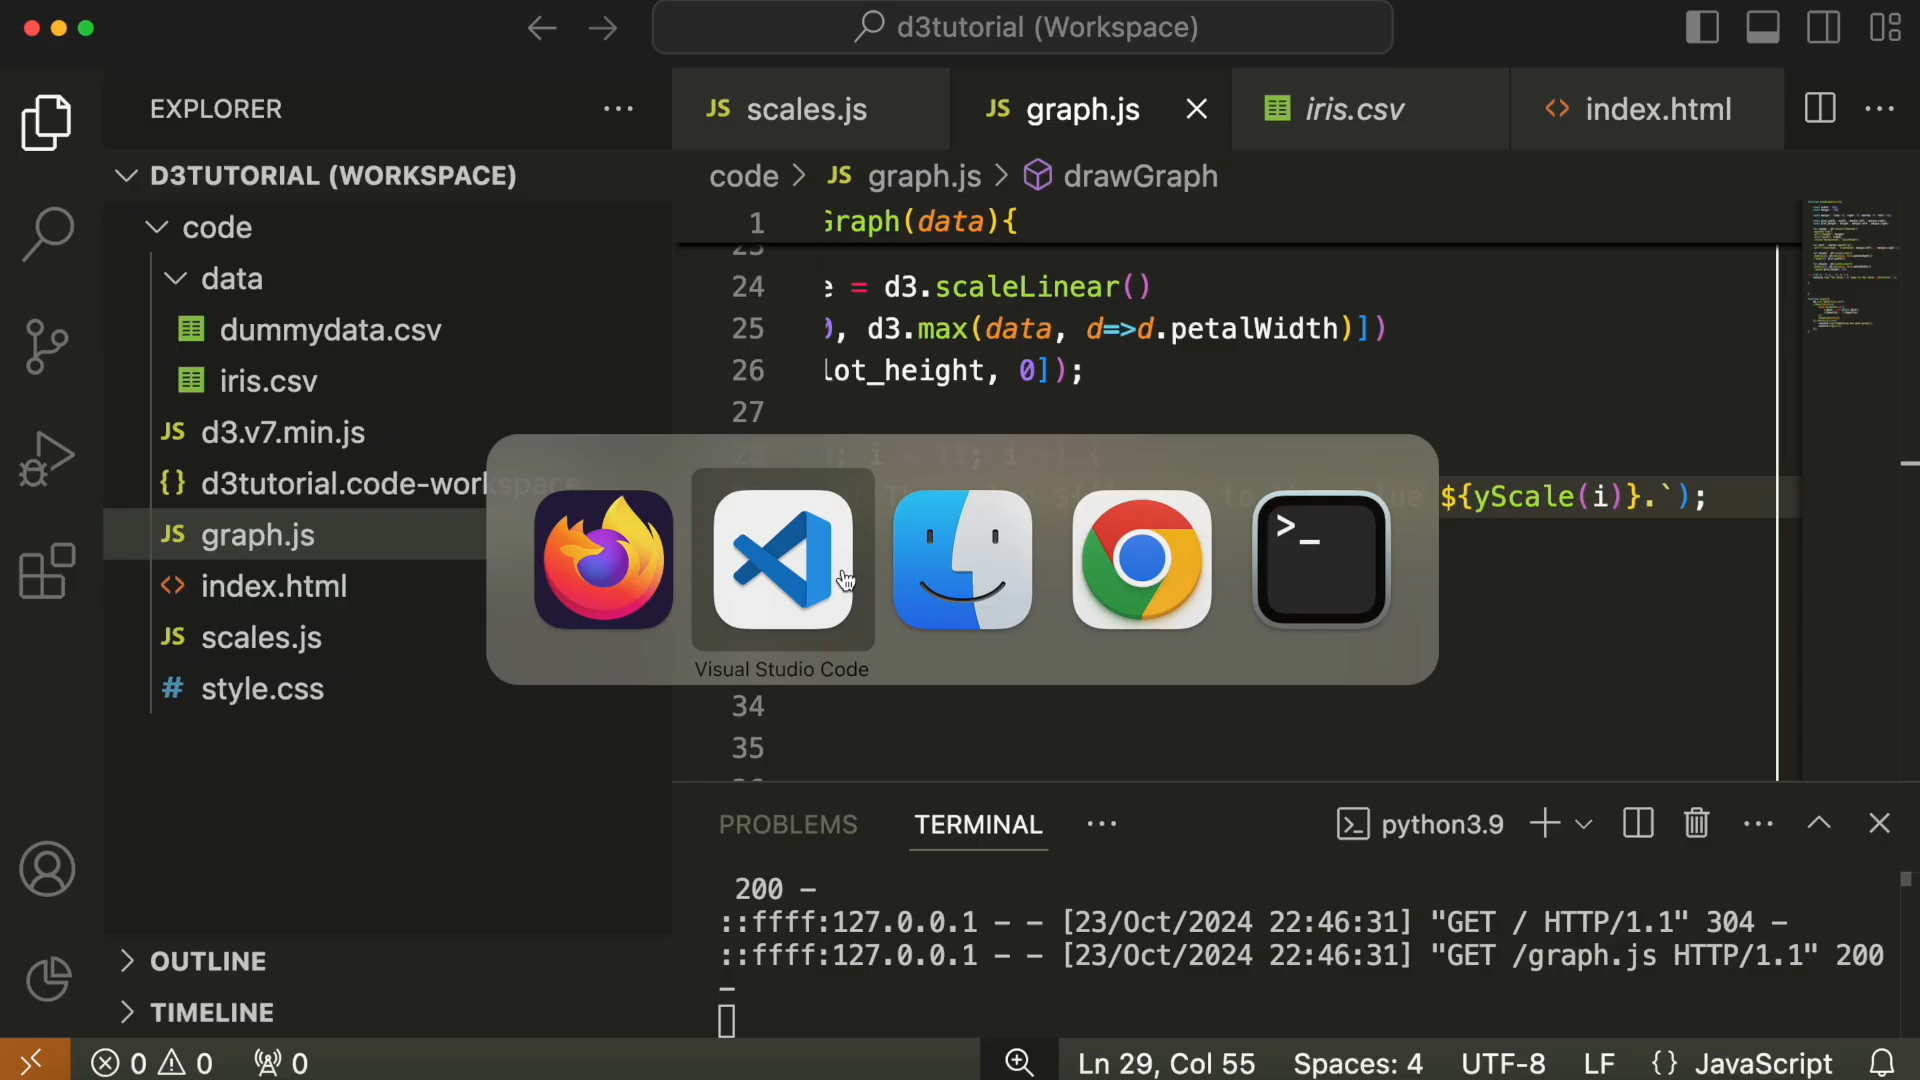 d3tutorial (Workspace)
EXPLORER
JS scales.js
JS graph.js
iris.csv
index.html
D3TUTORIAL (WORKSPACE)
code > JS graph.js > drawGraph
code
1 Graph(data){
data
24 = d3.scaleLinear()
dummydata.csv
25 , d3.max(data, d=>d.petalWidth)])
iris.csv
26 lot_height, 0]);
JS d3.v7.min.js
27
{} d3tutorial.code-workspace
${yScale(i)}.`);
JS graph.js
index.html
JS scales.js
Visual Studio Code
# style.css
34
35
PROBLEMS
TERMINAL
python3.9
200 -
::ffff:127.0.0.1 - - [23/Oct/2024 22:46:31] "GET / HTTP/1.1" 304 -
::ffff:127.0.0.1 - - [23/Oct/2024 22:46:31] "GET /graph.js HTTP/1.1" 200
-
OUTLINE
TIMELINE
0 0 0
Ln 29, Col 55
Spaces: 4
UTF-8
LF
{} JavaScript